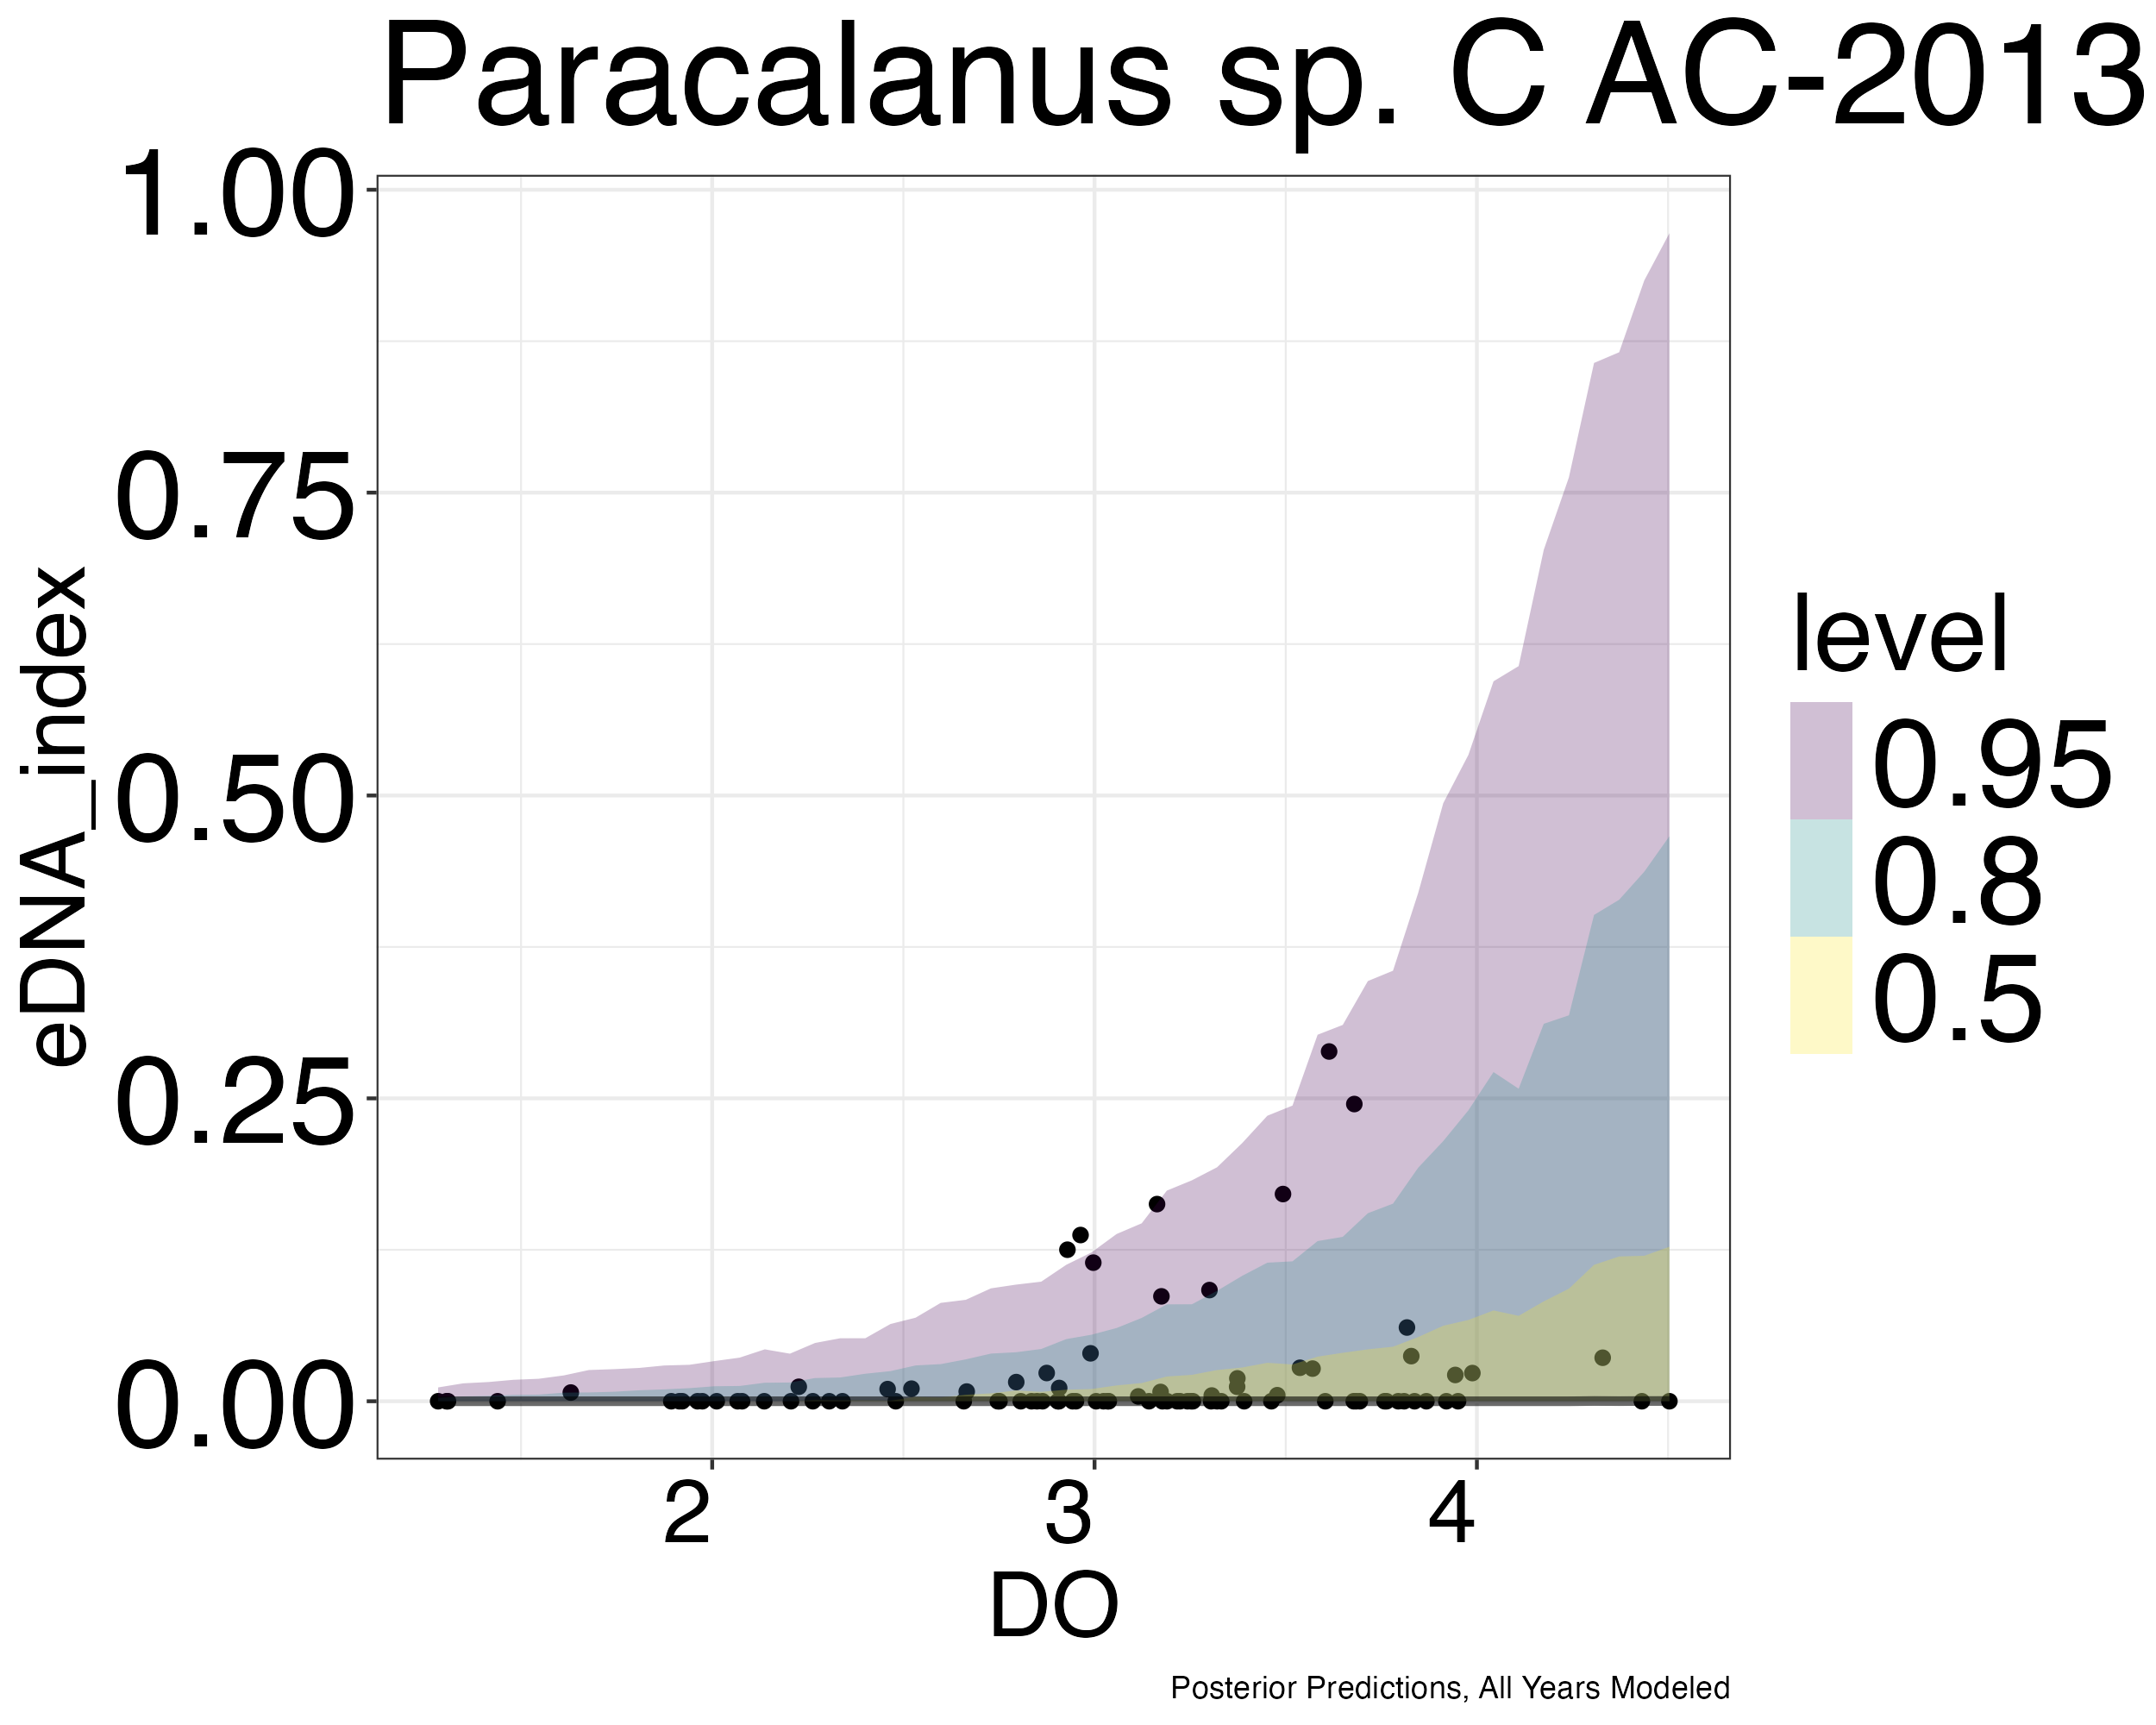 Paracalanus sp. C AC-2013
1.00
0.75
0.50
0.25
0.00
eDNA_index
2 3 4
DO
level
0.95
0.8
0.5
Posterior Predictions, All Years Modeled